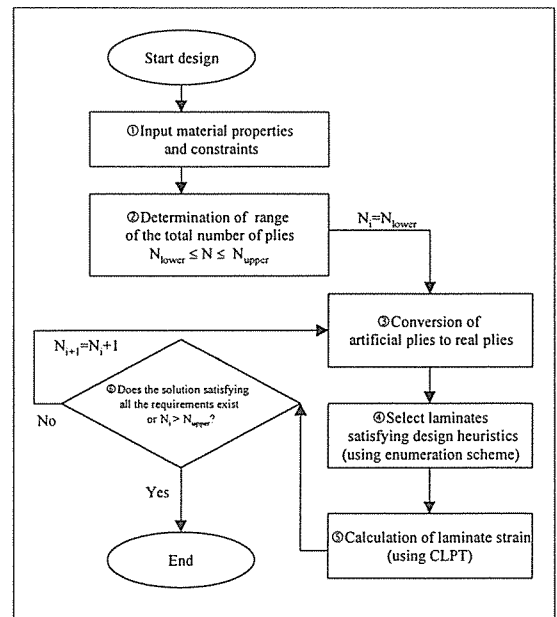 Start design
①Input material properties
and constraints
②Determination of range
of the total number of plies
N_lower ≤ N ≤ N_upper
N_i=N_lower
③Conversion of
artificial plies to real plies
④Select laminates
satisfying design heuristics
(using enumeration scheme)
⑤Calculation of laminate strain
(using CLPT)
N_i+1=N_i+1
⑥Does the solution satisfying
all the requirements exist
or N_i > N_upper?
No
Yes
End